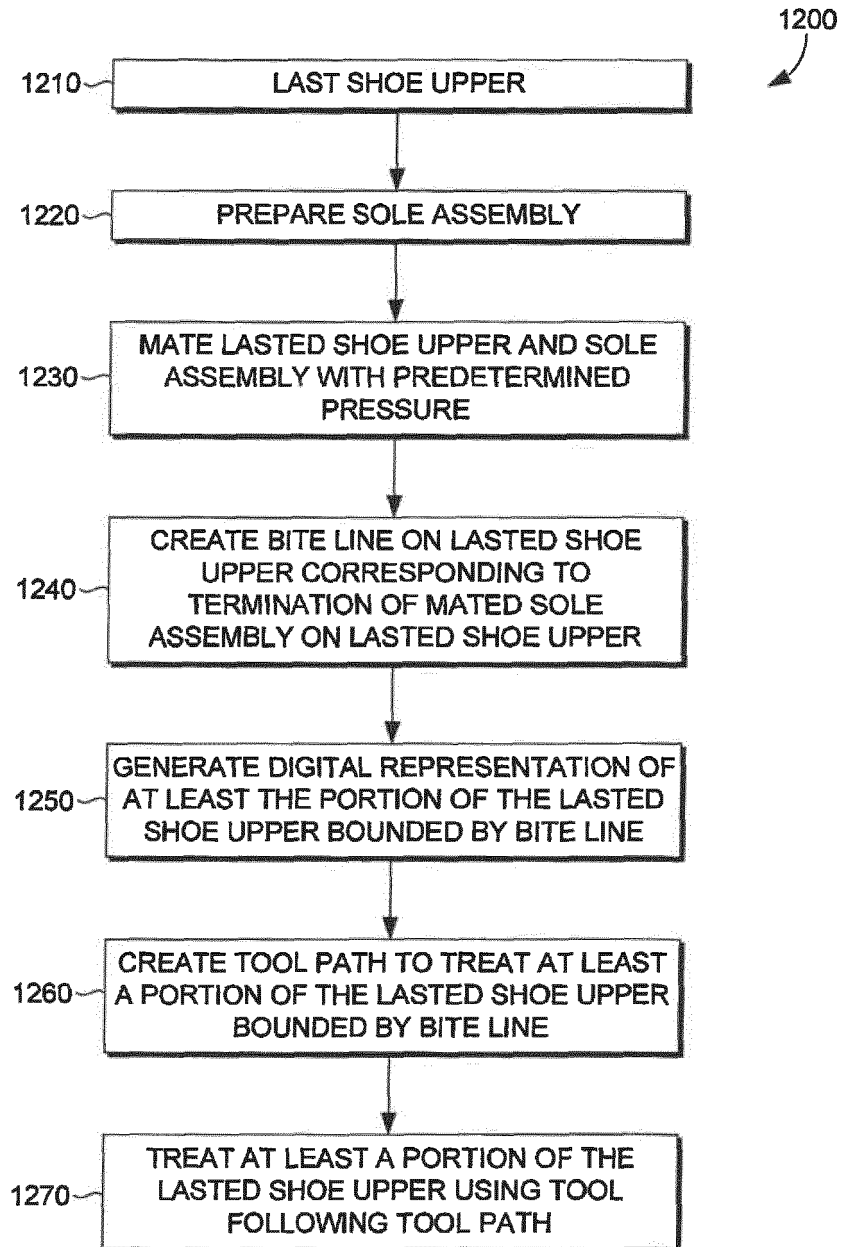 1200
1210 LAST SHOE UPPER
1220 PREPARE SOLE ASSEMBLY
MATE LASTED SHOE UPPER AND SOLE
1230 ASSEMBLY WITH PREDETERMINED
PRESSURE
CREATE BITE LINE ON LASTED SHOE
UPPER CORRESPONDING TO
1240 TERMINATION OF MATED SOLE
ASSEMBLY ON LASTED SHOE UPPER
GENERATE DIGITAL REPRESENTATION OF
1250 AT LEAST THE PORTION OF THE LASTED
SHOE UPPER BOUNDED BY BITE LINE
CREATE TOOL PATH TO TREAT AT LEAST
1260 A PORTION OF THE LASTED SHOE UPPER
BOUNDED BY BITE LINE
TREAT AT LEAST A PORTION OF THE
1270 LASTED SHOE UPPER USING TOOL
FOLLOWING TOOL PATH